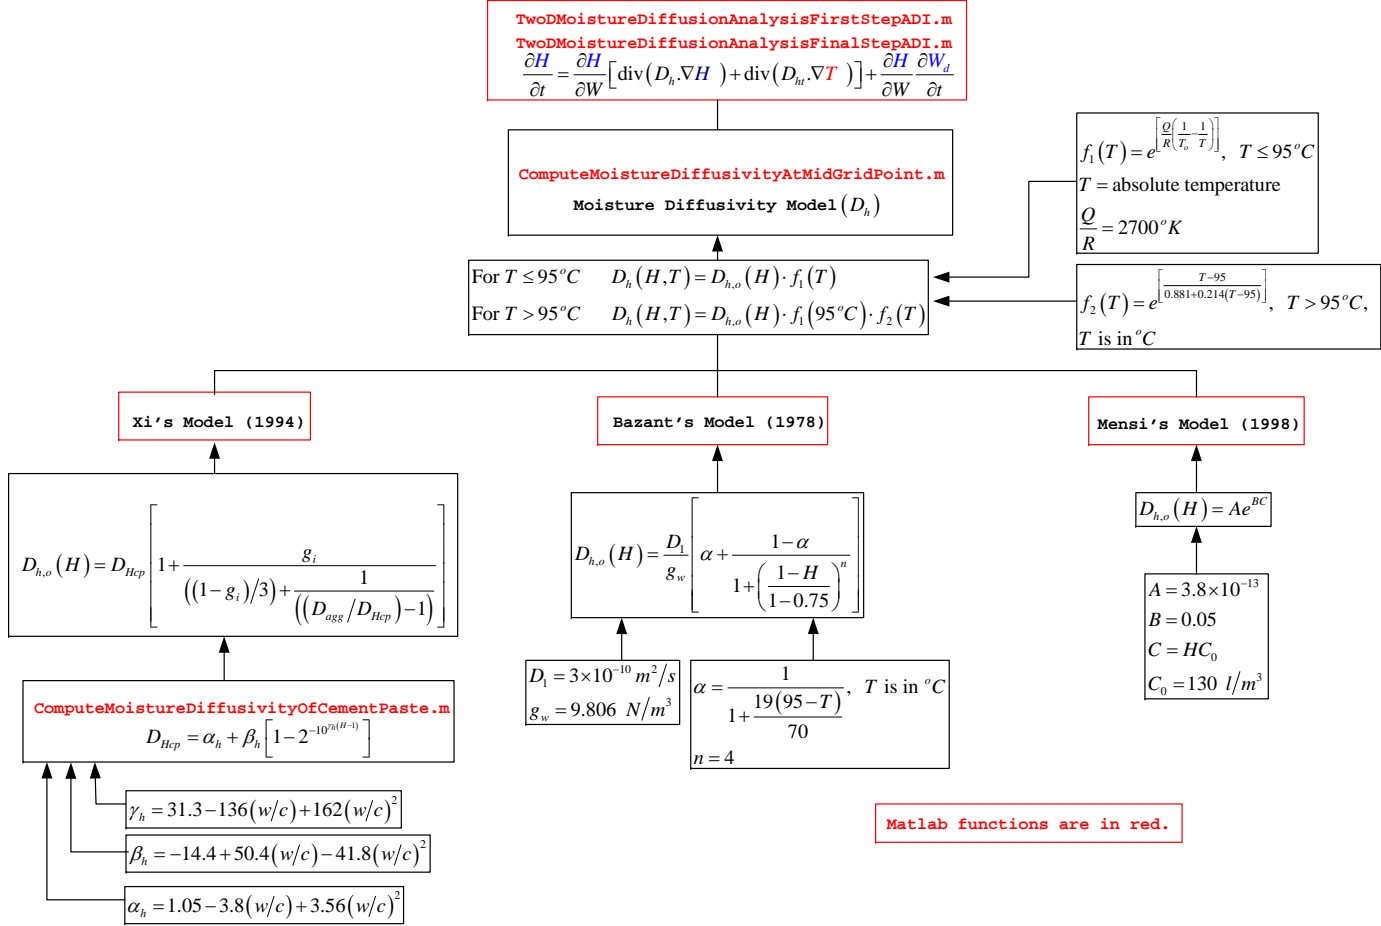 TwoDMoistureDiffusionAnalysisFirstStepADI.m
TwoDMoistureDiffusionAnalysisFinalStepADI.m
∂H/∂t = ∂H/∂W [div(D_h.∇H ) + div(D_ht.∇T )] + ∂H/∂W ∂W_d/∂t
ComputeMoistureDiffusivityAtMidGridPoint.m
Moisture Diffusivity Model (D_h)
f_1(T) = e^[Q/R(1/T_o − 1/T)], T ≤ 95°C
T = absolute temperature
Q/R = 2700°K
For T ≤ 95°C D_h(H,T) = D_h,o(H)·f_1(T)
For T > 95°C D_h(H,T) = D_h,o(H)·f_1(95°C)·f_2(T)
f_2(T) = e^[(T−95)/(0.881+0.214(T−95))], T > 95°C,
T is in °C
Xi's Model (1994)
Bazant's Model (1978)
Mensi's Model (1998)
D_h,o(H) = D_Hcp [1 + g_i/(((1−g_i)/3) + 1/((D_agg/D_Hcp)−1))]
D_h,o(H) = D_1/g_w [α + (1−α)/(1+((1−H)/(1−0.75))^n)]
D_h,o(H) = Ae^BC
A = 3.8×10^−13
B = 0.05
C = HC_0
C_0 = 130 l/m^3
D_1 = 3×10^−10 m^2/s
g_w = 9.806 N/m^3
α = 1/(1+19(95−T)/70), T is in °C
n = 4
ComputeMoistureDiffusivityOfCementPaste.m
D_Hcp = α_h + β_h [1 − 2^(−10^(γ_h(H−1)))]
γ_h = 31.3−136(w/c)+162(w/c)^2
β_h = −14.4+50.4(w/c)−41.8(w/c)^2
α_h = 1.05−3.8(w/c)+3.56(w/c)^2
Matlab functions are in red.